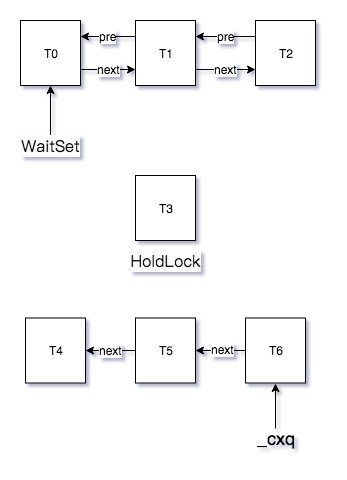 pre pre
T0 T1 T2
next next
WaitSet
T3
HoldLock
T4 next T5 next T6
_cxq